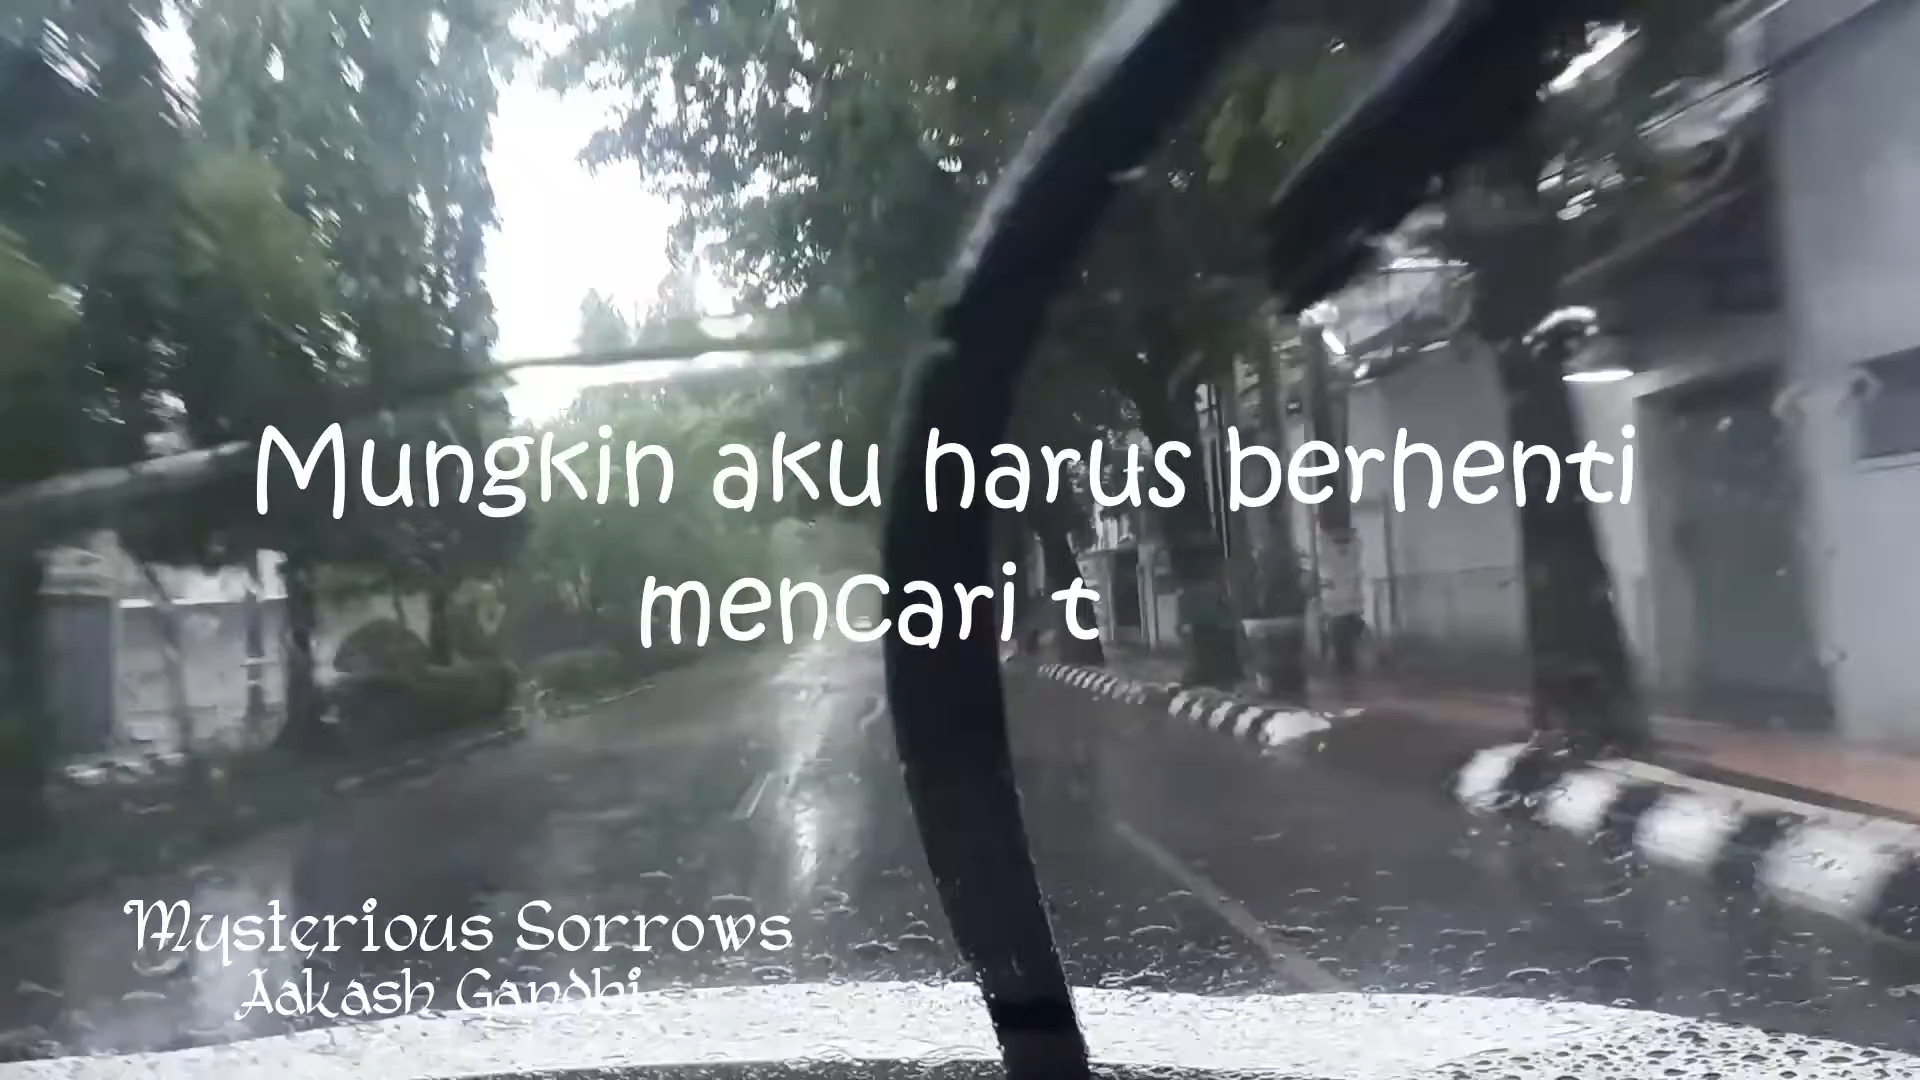 Mungkin aku harus berhenti
mencari t
Mysterious Sorrows
Aakash Gandhi